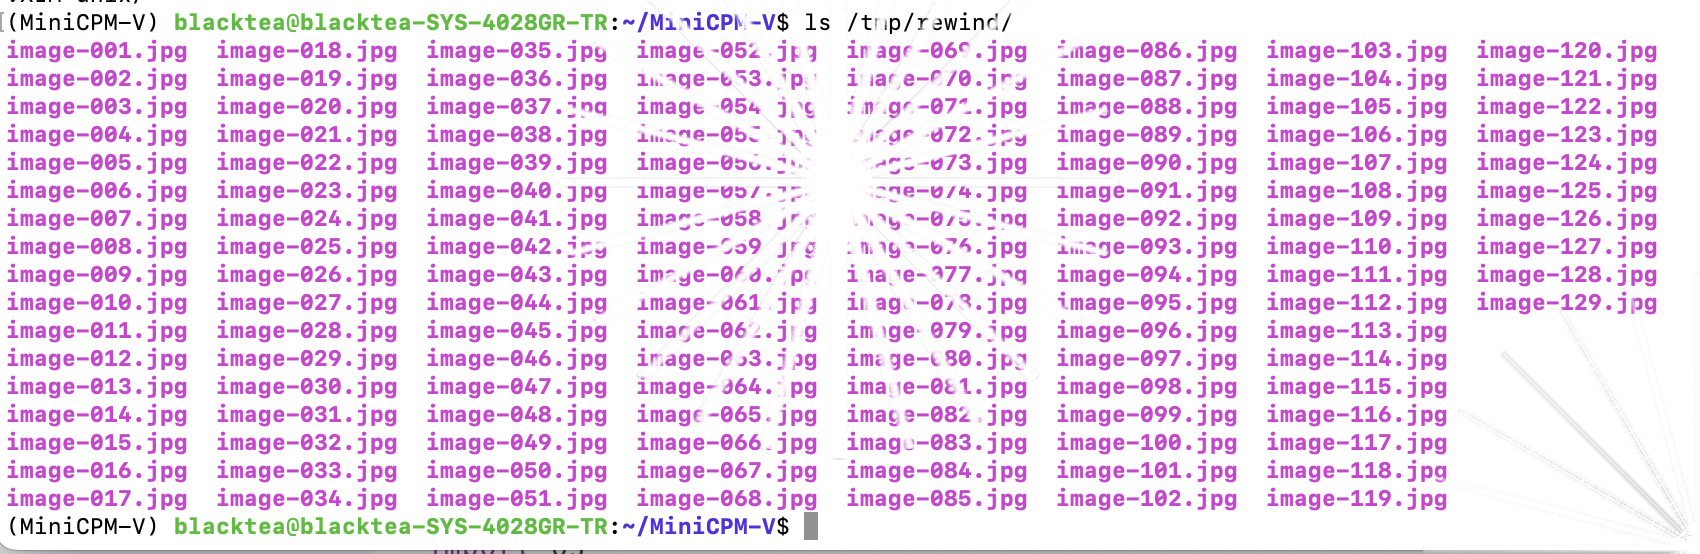 (MiniCPM-V) blacktea@blacktea-SYS-4028GR-TR:~/MiniCPM-V$ ls /tmp/rewind/
image-001.jpg image-018.jpg image-035.jpg image-052.jpg image-069.jpg image-086.jpg image-103.jpg image-120.jpg
image-002.jpg image-019.jpg image-036.jpg image-053.jpg image-070.jpg image-087.jpg image-104.jpg image-121.jpg
image-003.jpg image-020.jpg image-037.jpg image-054.jpg image-071.jpg image-088.jpg image-105.jpg image-122.jpg
image-004.jpg image-021.jpg image-038.jpg image-055.jpg image-072.jpg image-089.jpg image-106.jpg image-123.jpg
image-005.jpg image-022.jpg image-039.jpg image-056.jpg image-073.jpg image-090.jpg image-107.jpg image-124.jpg
image-006.jpg image-023.jpg image-040.jpg image-057.jpg image-074.jpg image-091.jpg image-108.jpg image-125.jpg
image-007.jpg image-024.jpg image-041.jpg image-058.jpg image-075.jpg image-092.jpg image-109.jpg image-126.jpg
image-008.jpg image-025.jpg image-042.jpg image-059.jpg image-076.jpg image-093.jpg image-110.jpg image-127.jpg
image-009.jpg image-026.jpg image-043.jpg image-060.jpg image-077.jpg image-094.jpg image-111.jpg image-128.jpg
image-010.jpg image-027.jpg image-044.jpg image-061.jpg image-078.jpg image-095.jpg image-112.jpg image-129.jpg
image-011.jpg image-028.jpg image-045.jpg image-062.jpg image-079.jpg image-096.jpg image-113.jpg
image-012.jpg image-029.jpg image-046.jpg image-063.jpg image-080.jpg image-097.jpg image-114.jpg
image-013.jpg image-030.jpg image-047.jpg image-064.jpg image-081.jpg image-098.jpg image-115.jpg
image-014.jpg image-031.jpg image-048.jpg image-065.jpg image-082.jpg image-099.jpg image-116.jpg
image-015.jpg image-032.jpg image-049.jpg image-066.jpg image-083.jpg image-100.jpg image-117.jpg
image-016.jpg image-033.jpg image-050.jpg image-067.jpg image-084.jpg image-101.jpg image-118.jpg
image-017.jpg image-034.jpg image-051.jpg image-068.jpg image-085.jpg image-102.jpg image-119.jpg
(MiniCPM-V) blacktea@blacktea-SYS-4028GR-TR:~/MiniCPM-V$